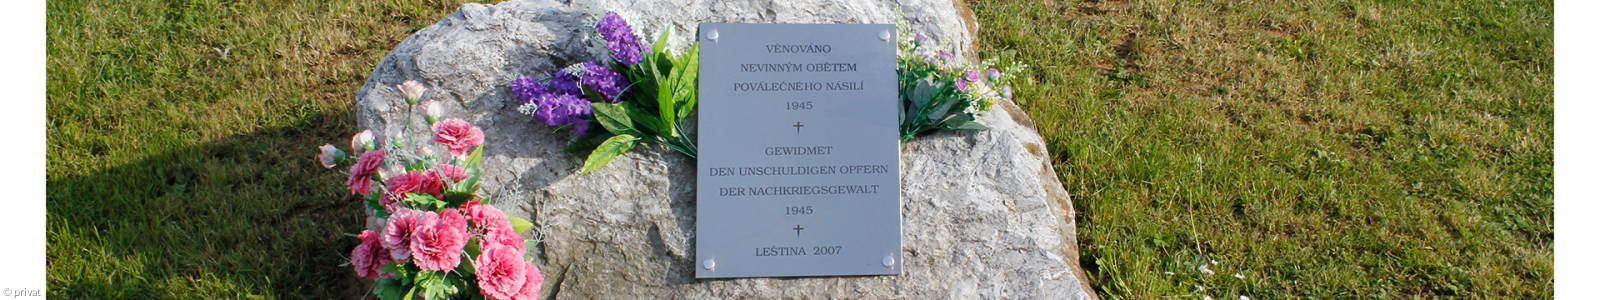 VĚNOVÁNO
NEVINNÝM OBĚTEM
POVÁLEČNÉHO NÁSILÍ
1945
GEWIDMET
DEN UNSCHULDIGEN OPFERN
DER NACHKRIEGSGEWALT
1945
LEŠTINA 2007
© privat